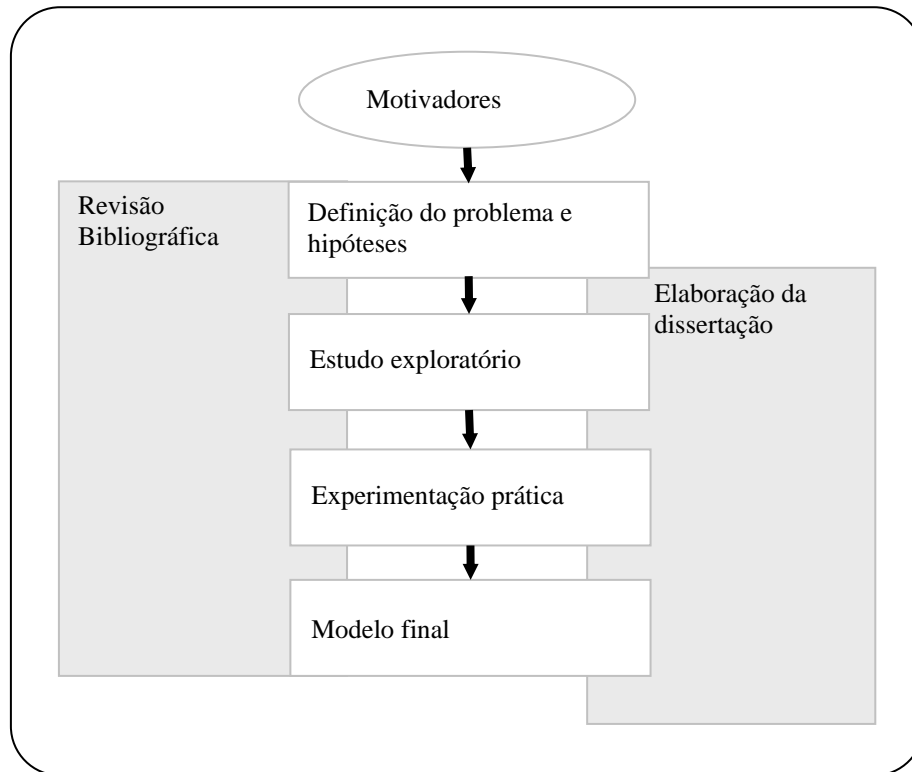 Motivadores
Revisão
Bibliográfica
Definição do problema e
hipóteses
Elaboração da
dissertação
Estudo exploratório
Experimentação prática
Modelo final